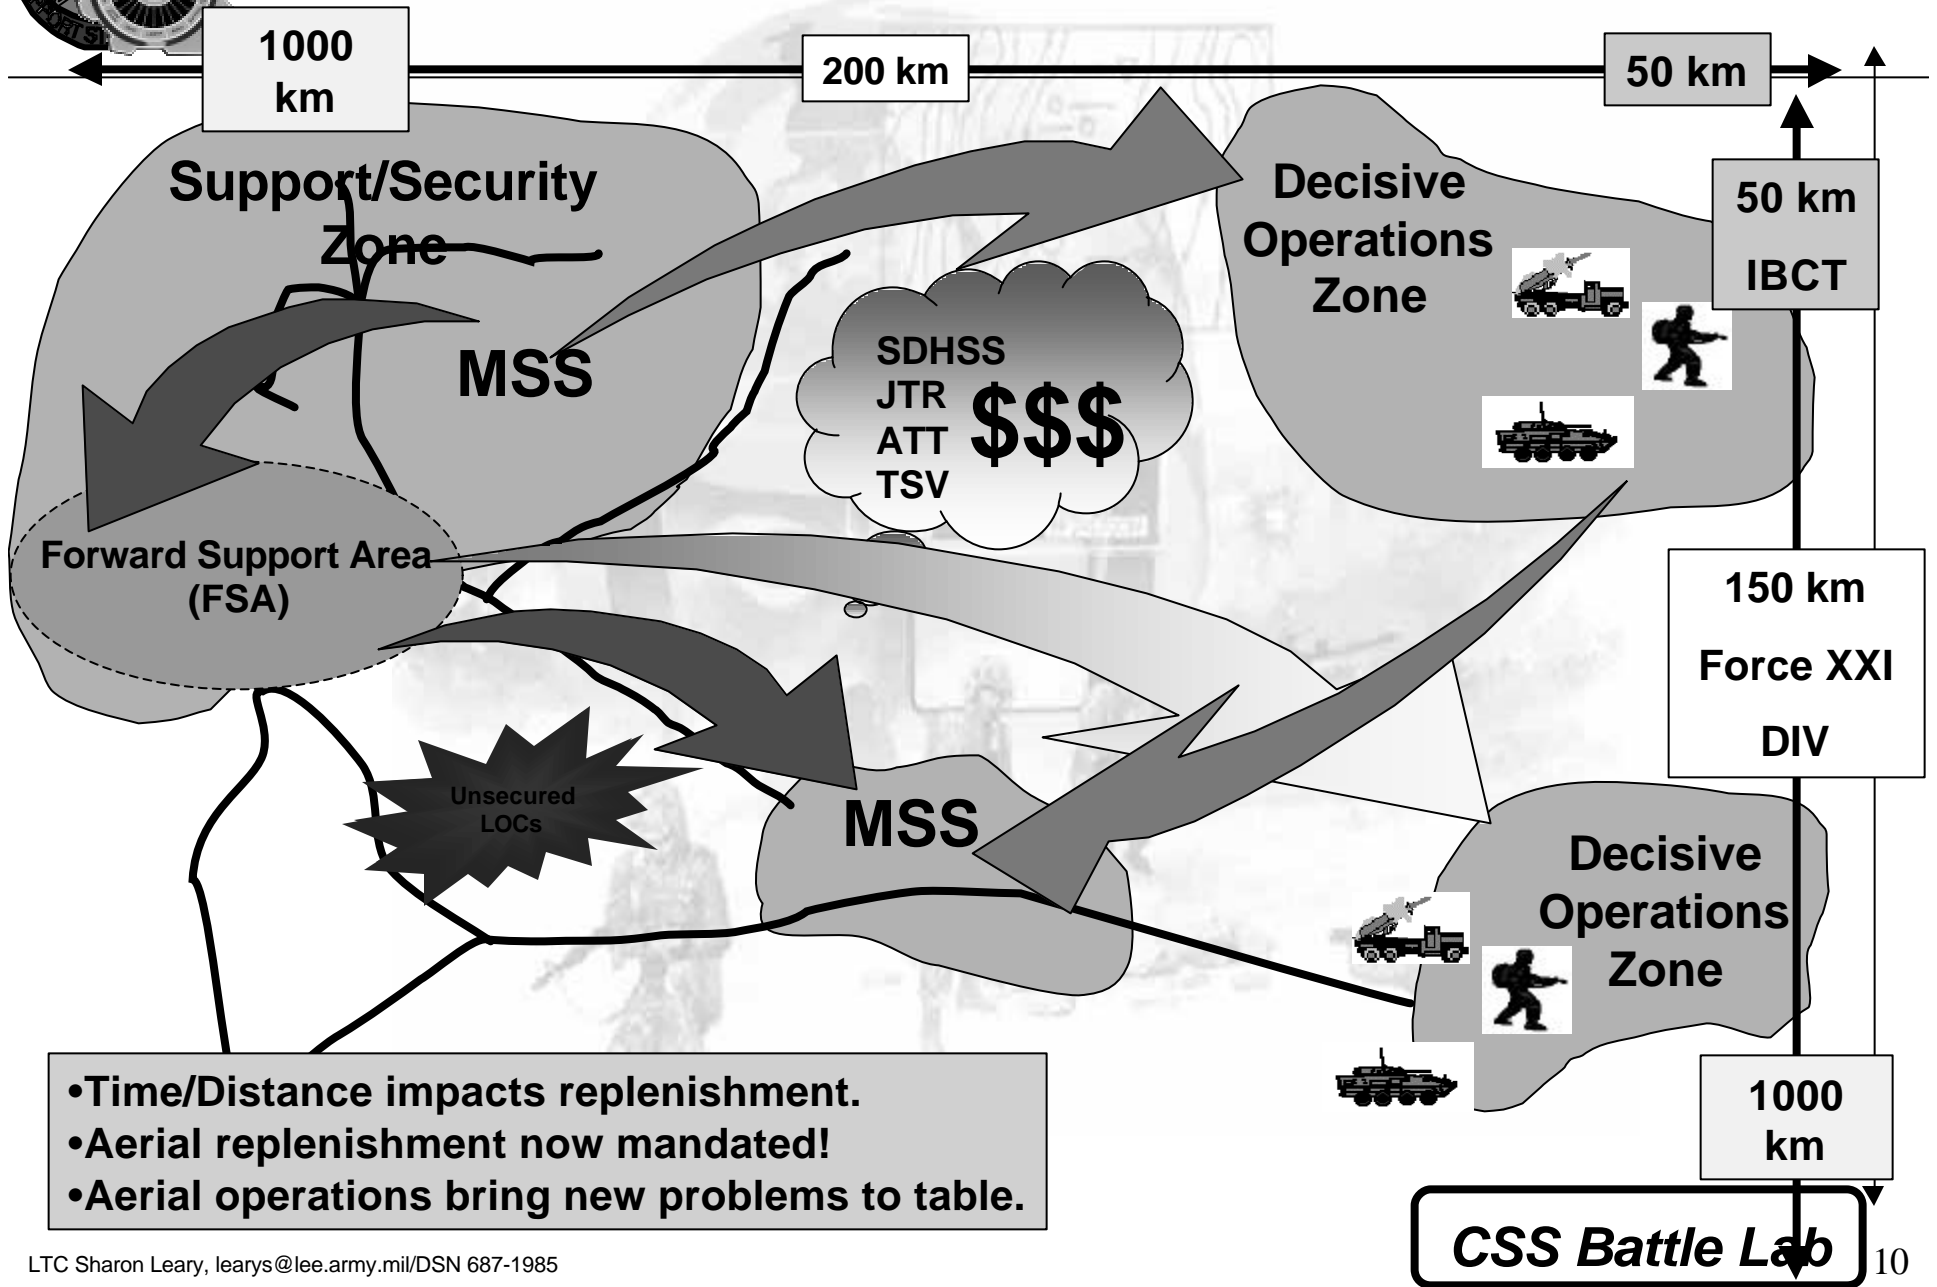 1000
km
200 km
50 km
Support/Security
Zone
MSS
Decisive
Operations
Zone
50 km
IBCT
SDHSS
JTR
ATT
TSV
$$$
Forward Support Area
(FSA)
150 km
Force XXI
DIV
Unsecured
LOCs
MSS
Decisive
Operations
Zone
1000
km
•Time/Distance impacts replenishment.
•Aerial replenishment now mandated!
•Aerial operations bring new problems to table.
CSS Battle Lab
LTC Sharon Leary, learys@lee.army.mil/DSN 687-1985
10